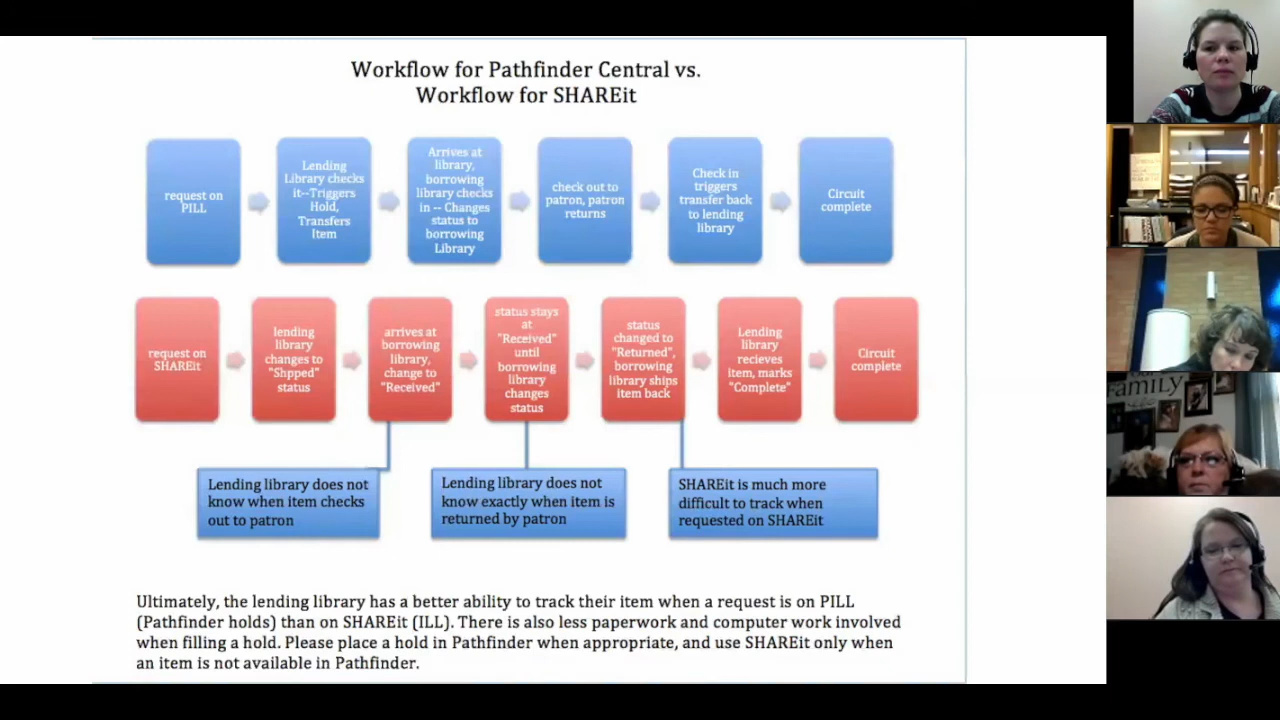 Workflow for Pathfinder Central vs.
Workflow for SHAREit
request on
PILL
Lending
Library checks
it--Triggers
Hold,
Transfers
Item
Arrives at
library,
borrowing
library checks
in -- Changes
status to
borrowing
Library
check out to
patron, patron
returns
Check in
triggers
transfer back
to lending
library
Circuit
complete
request on
SHAREit
lending
library
changes to
"Shpped"
status
arrives at
borrowing
library,
change to
"Received"
status stays
at
"Received"
until
borrowing
library
changes
status
status
changed to
"Returned",
borrowing
library ships
item back
Lending
library
recieves
item, marks
"Complete"
Circuit
complete
Lending library does not
know when item checks
out to patron
Lending library does not
know exactly when item is
returned by patron
SHAREit is much more
difficult to track when
requested on SHAREit
Ultimately, the lending library has a better ability to track their item when a request is on PILL
(Pathfinder holds) than on SHAREit (ILL). There is also less paperwork and computer work involved
when filling a hold. Please place a hold in Pathfinder when appropriate, and use SHAREit only when
an item is not available in Pathfinder.
FAMILY